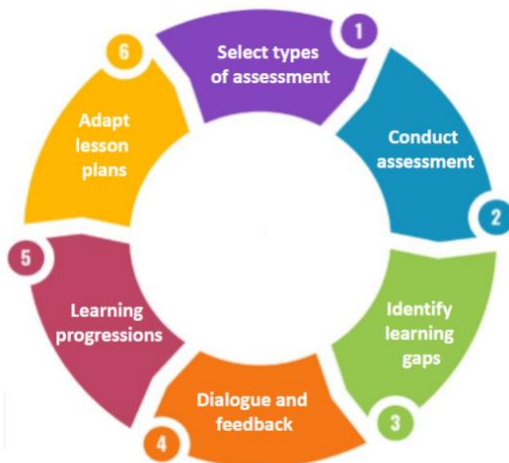 1
Select types
of assessment
2
Conduct
assessment
3
Identify
learning
gaps
4
Dialogue and
feedback
5
Learning
progressions
6
Adapt
lesson
plans